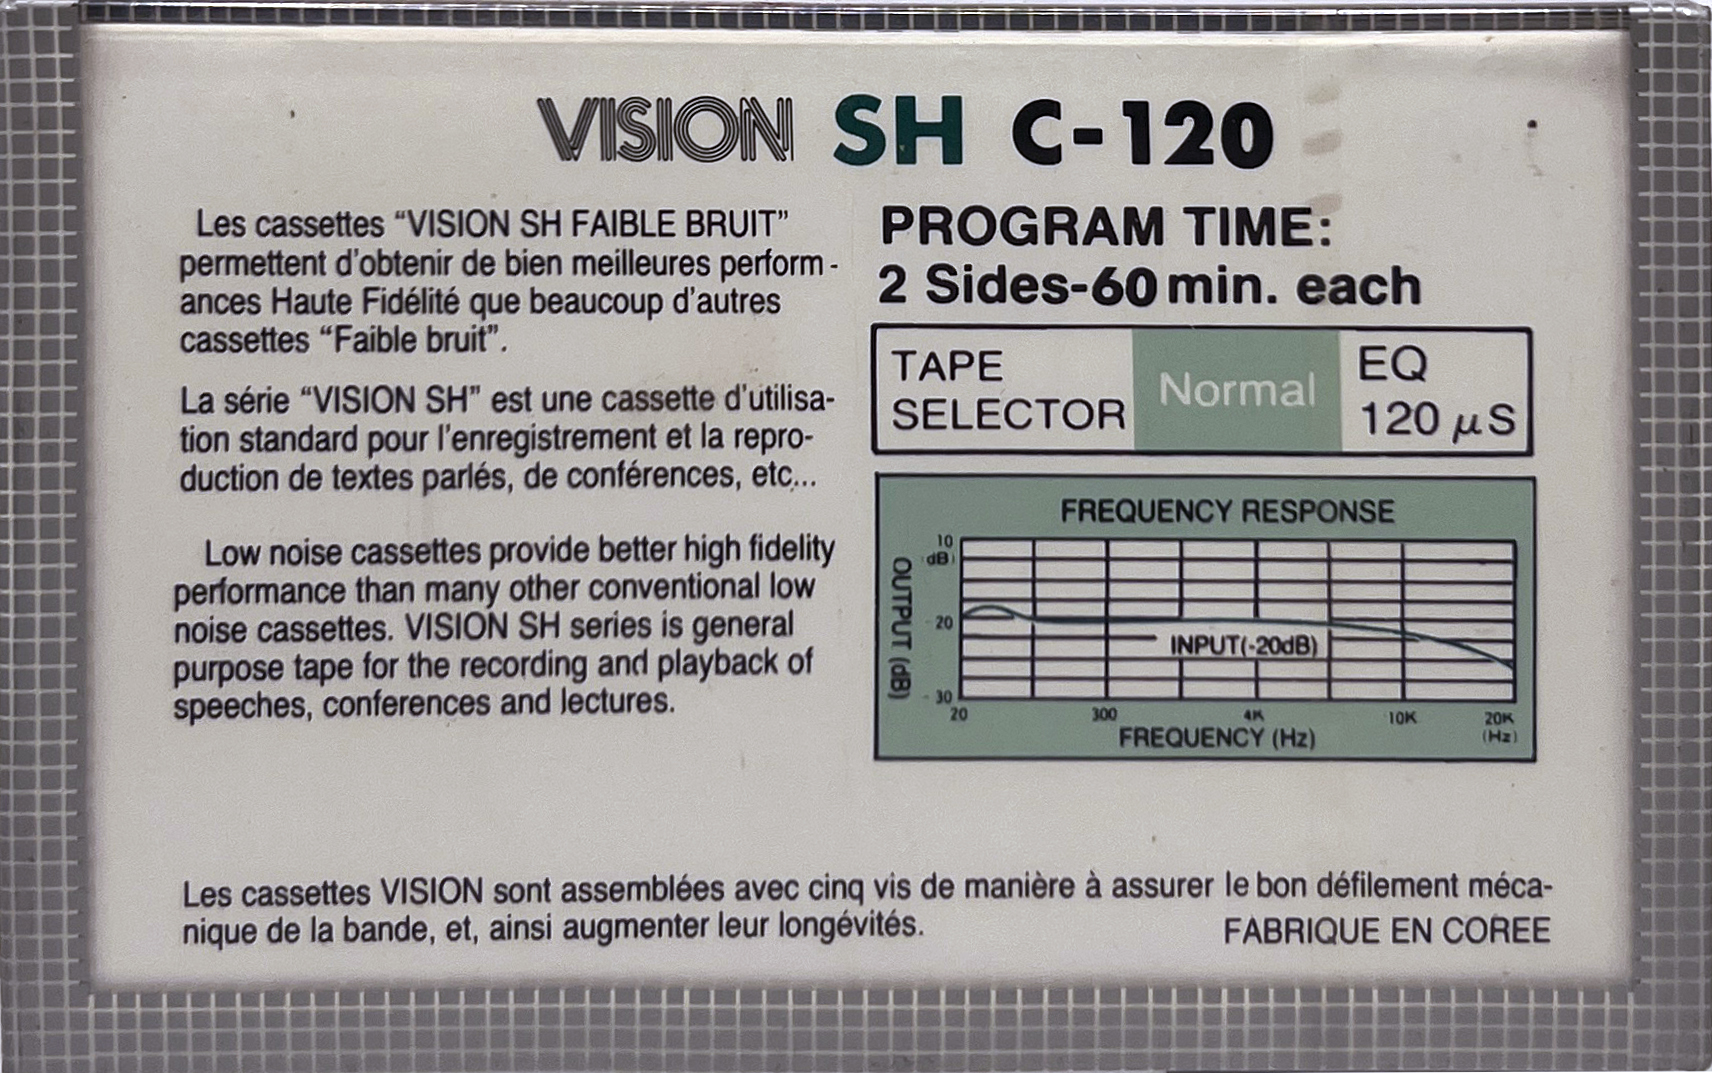 VISION SH C-120
Les cassettes “VISION SH FAIBLE BRUIT”
permettent d'obtenir de bien meilleures perform-
ances Haute Fidélité que beaucoup d'autres
cassettes “Faible bruit”.
La série “VISION SH” est une cassette d'utilisa-
tion standard pour l'enregistrement et la repro-
duction de textes parlés, de conférences, etc...
Low noise cassettes provide better high fidelity
performance than many other conventional low
noise cassettes. VISION SH series is general
purpose tape for the recording and playback of
speeches, conferences and lectures.
PROGRAM TIME:
2 Sides-60 min. each
TAPE
SELECTOR
Normal
EQ
120 µS
FREQUENCY RESPONSE
OUTPUT (dB)
10
dB
-20
-30
INPUT(-20dB)
20 300 4K 10K 20K
(Hz)
FREQUENCY (Hz)
Les cassettes VISION sont assemblées avec cinq vis de manière à assurer le bon défilement méca-
nique de la bande, et, ainsi augmenter leur longévités.
FABRIQUE EN COREE